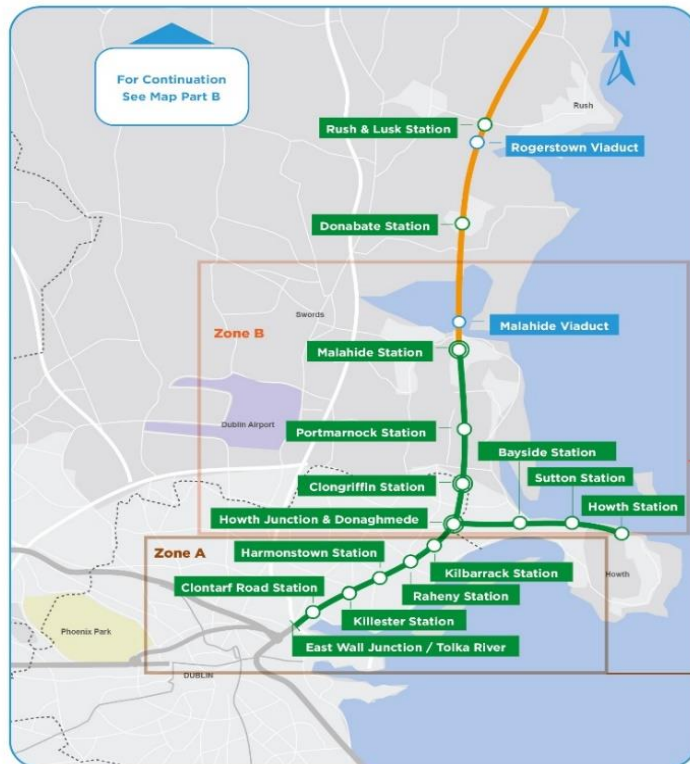 For Continuation
See Map Part B
N
Rush
Rush & Lusk Station
Rogerstown Viaduct
Donabate Station
Swords
Zone B
Malahide Viaduct
Malahide Station
Dublin Airport
Portmarnock Station
Bayside Station
Sutton Station
Clongriffin Station
Howth Station
Howth Junction & Donaghmede
Zone A
Harmonstown Station
Kilbarrack Station
Howth
Clontarf Road Station
Raheny Station
Phoenix Park
Killester Station
East Wall Junction / Tolka River
DUBLIN